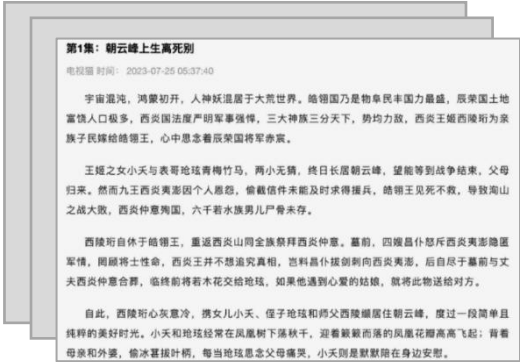 第1集：朝云峰上生离死别
电视猫 时间： 2023-07-25 05:37:40
宇宙混沌，鸿蒙初开，人神妖混居于大荒世界。皓翎国乃是物阜民丰国力最盛，辰荣国土地
富饶人口极多，西炎国法度严明军事强悍，三大神族三分天下，势均力敌，西炎王姬西陵珩为亲
族子民嫁给皓翎王，心中思念着辰荣国将军赤宸。
王姬之女小夭与表哥玱玹青梅竹马，两小无猜，终日长居朝云峰，望能等到战争结束，父母
归来。然而九王西炎夷澎因个人恩怨，偷截信件未能及时求得援兵，皓翎王见死不救，导致洵山
之战大败，西炎仲意殉国，六千若水族男儿尸骨未存。
西陵珩自休于皓翎王，重返西炎山同全族祭拜西炎仲意。墓前，四嫂昌仆怒斥西炎夷澎隐匿
军情，罔顾将士性命，西炎王并不想追究真相，岂料昌仆拔剑刺向西炎夷澎，后自尽于墓前与丈
夫西炎仲意合葬，临终前将若木花交给玱玹，如果他遇到心爱的姑娘，就将此物送给对方。
自此，西陵珩心灰意冷，携女儿小夭、侄子玱玹和师父西陵缬居住朝云峰，度过一段简单且
纯粹的美好时光。小夭和玱玹经常在凤凰树下荡秋千，迎着簌簌而落的凤凰花瓣高高飞起；背着
母亲和外婆，偷冰葚拔叶柄，每当玱玹思念父母痛哭，小夭则是默默陪在身边安慰。